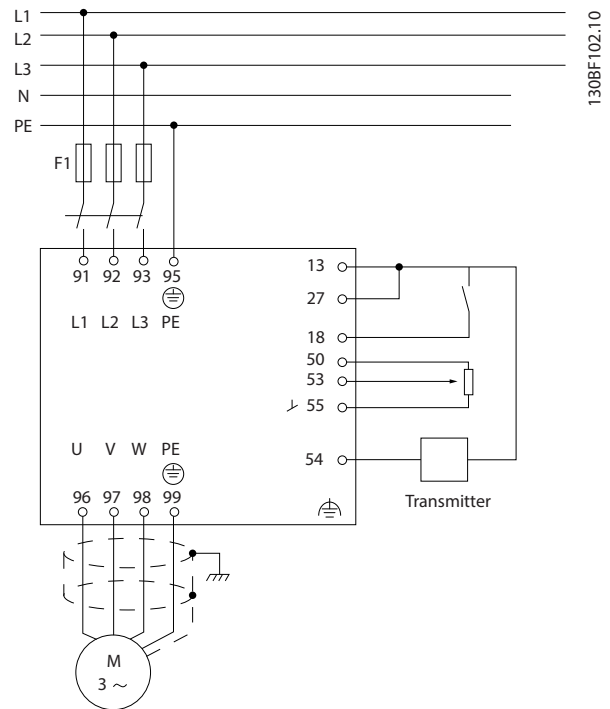 L1
L2
L3
N
PE
130BF102.10
F1
91 92 93 95
L1 L2 L3 PE
13
27
18
50
53
55
54
Transmitter
U V W PE
96 97 98 99
M
3 ~